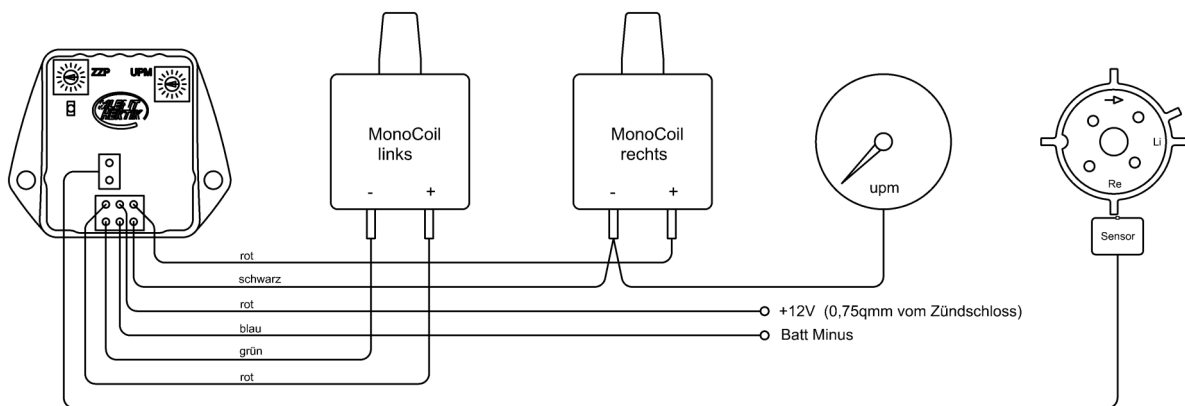 ZZP
UPM
MonoCoil
links
- +
MonoCoil
rechts
- +
upm
Li
Re
Sensor
rot
schwarz
rot
+12V (0,75qmm vom Zündschloss)
blau
Batt Minus
grün
rot